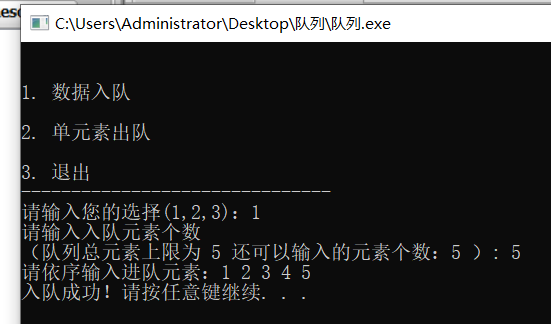 C:\Users\Administrator\Desktop\队列\队列.exe
1. 数据入队
2. 单元素出队
3. 退出
-------------------------------
请输入您的选择(1,2,3): 1
请输入入队元素个数
（队列总元素上限为 5 还可以输入的元素个数: 5 ）: 5
请依序输入进队元素: 1 2 3 4 5
入队成功! 请按任意键继续. . .